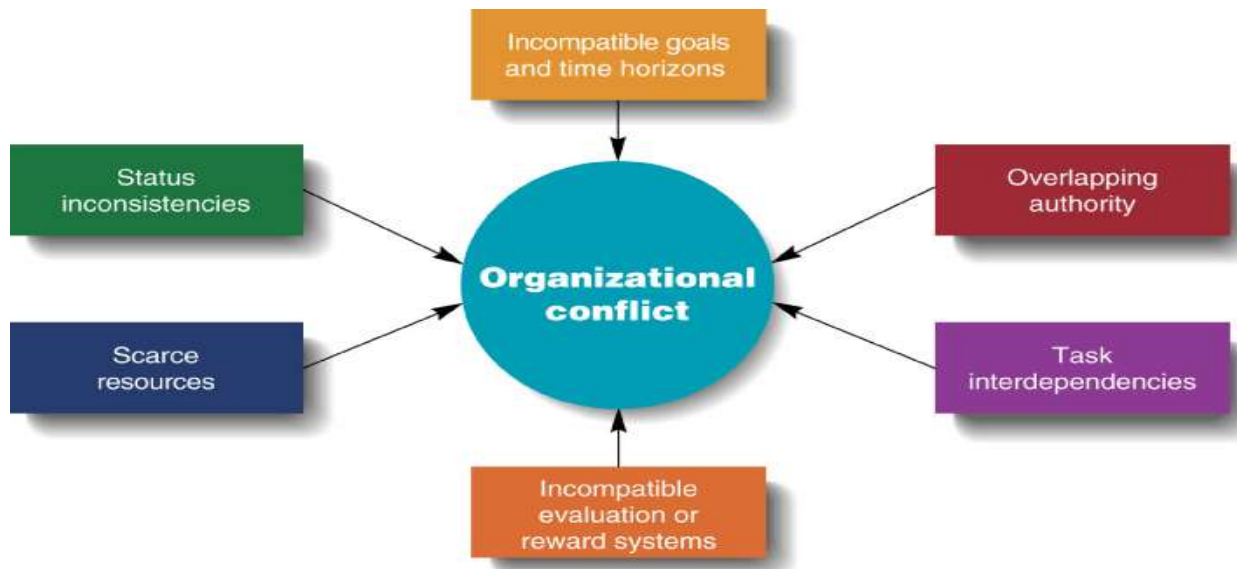 Incompatible goals
and time horizons
Status
inconsistencies
Overlapping
authority
Organizational
conflict
Scarce
resources
Task
interdependencies
Incompatible
evaluation or
reward systems